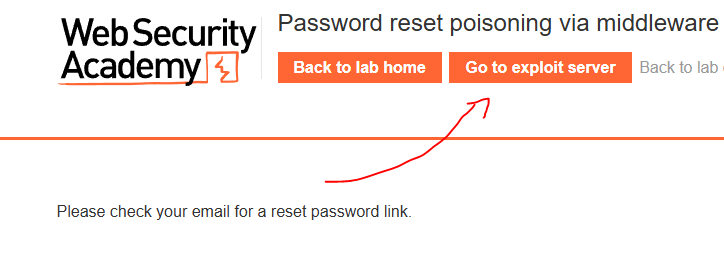 Web Security
Academy
Password reset poisoning via middleware
Back to lab home
Go to exploit server
Back to lab
Please check your email for a reset password link.